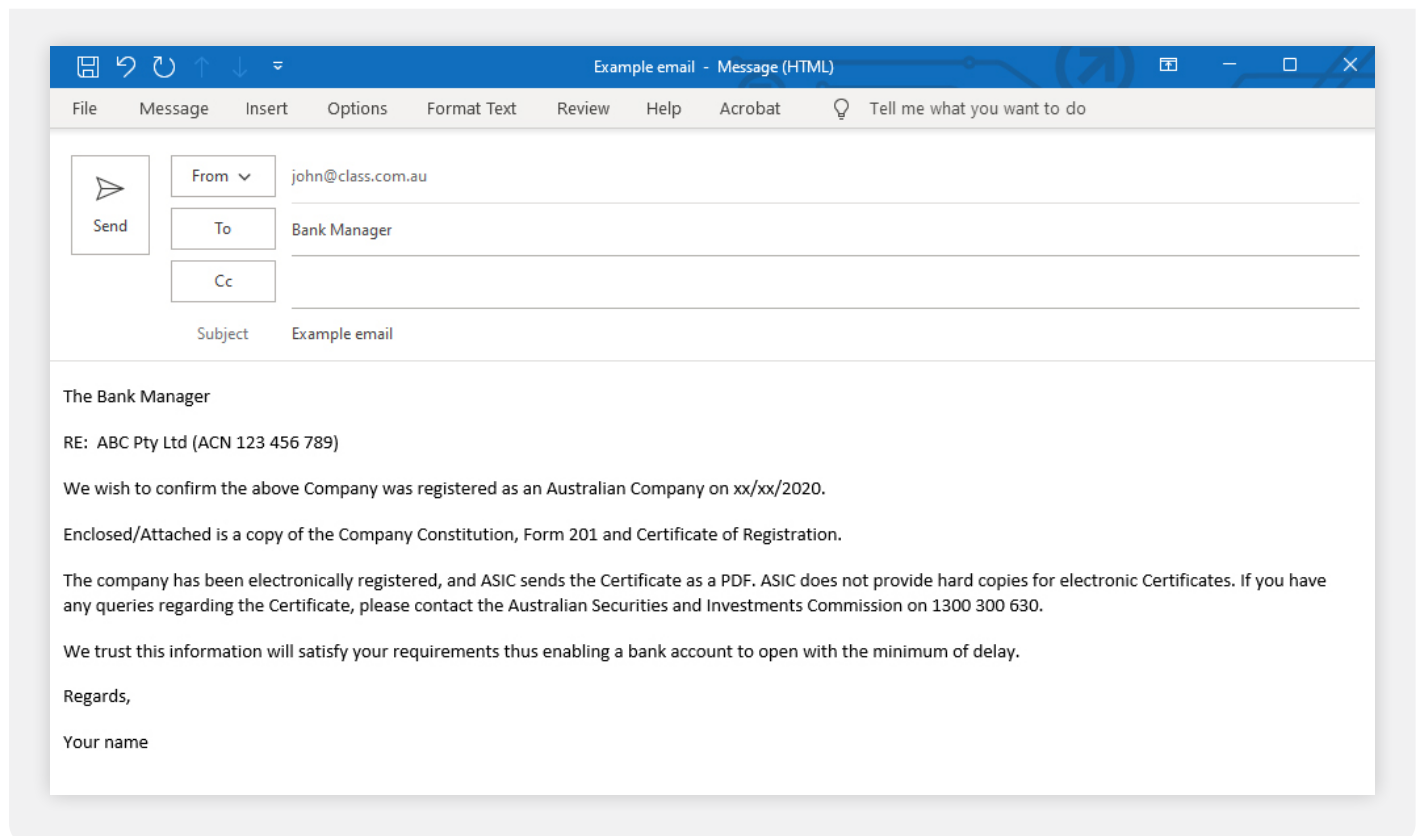 Example email - Message (HTML)
File Message Insert Options Format Text Review Help Acrobat Tell me what you want to do
From john@class.com.au
Send
To Bank Manager
Cc
Subject Example email
The Bank Manager
RE:  ABC Pty Ltd (ACN 123 456 789)
We wish to confirm the above Company was registered as an Australian Company on xx/xx/2020.
Enclosed/Attached is a copy of the Company Constitution, Form 201 and Certificate of Registration.
The company has been electronically registered, and ASIC sends the Certificate as a PDF. ASIC does not provide hard copies for electronic Certificates. If you have
any queries regarding the Certificate, please contact the Australian Securities and Investments Commission on 1300 300 630.
We trust this information will satisfy your requirements thus enabling a bank account to open with the minimum of delay.
Regards,
Your name